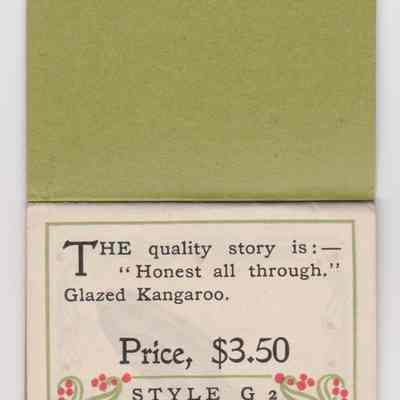 THE quality story is:—
"Honest all through."
Glazed Kangaroo.
Price, $3.50
STYLE G 2